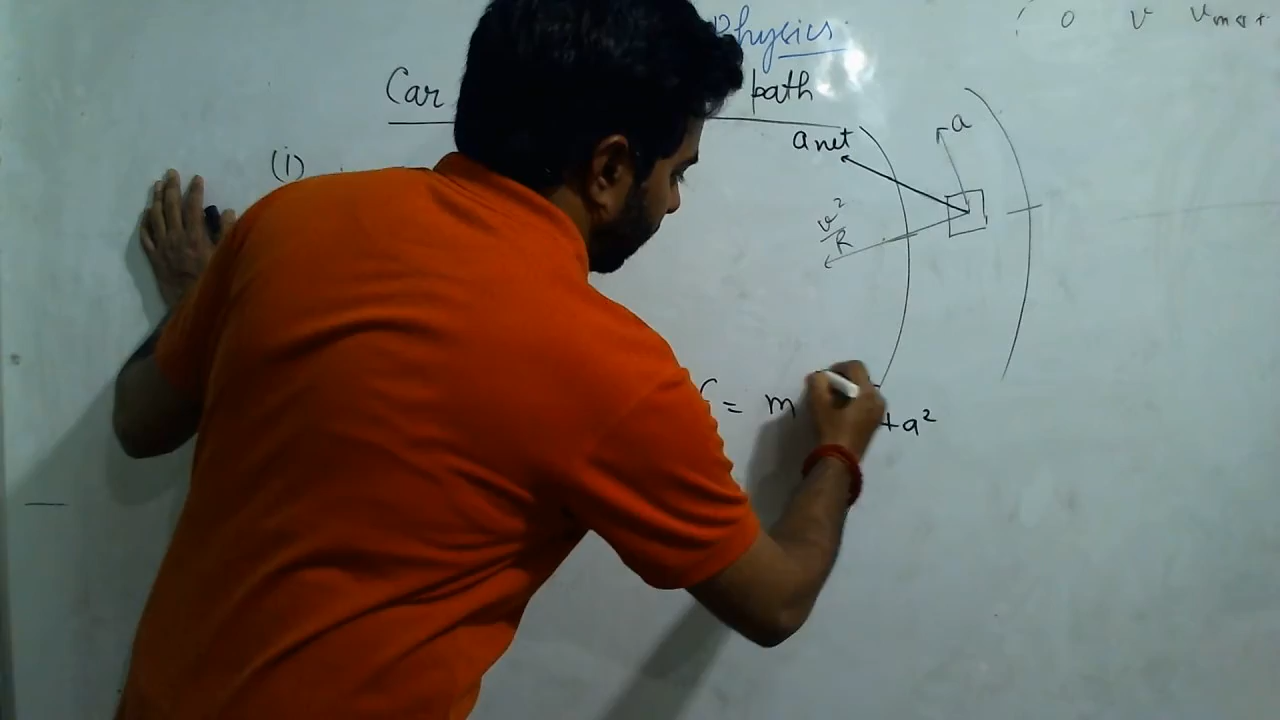 Physics
0 v vmax
Car path
(i)
a net
a
v²/R
f = m +a²